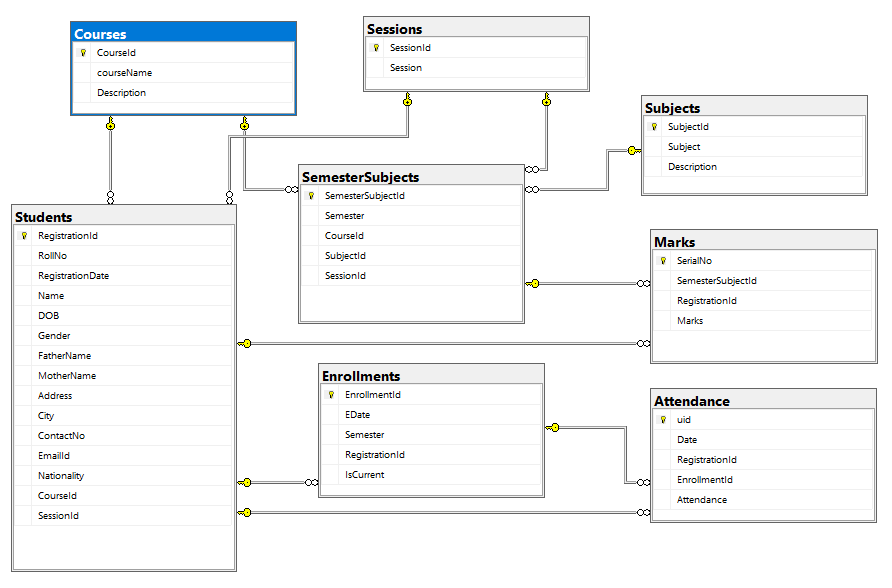 Courses
CourseId
courseName
Description
Sessions
SessionId
Session
Subjects
SubjectId
Subject
Description
SemesterSubjects
SemesterSubjectId
Semester
CourseId
SubjectId
SessionId
Students
RegistrationId
RollNo
RegistrationDate
Name
DOB
Gender
FatherName
MotherName
Address
City
ContactNo
EmailId
Nationality
CourseId
SessionId
Marks
SerialNo
SemesterSubjectId
RegistrationId
Marks
Enrollments
EnrollmentId
EDate
Semester
RegistrationId
IsCurrent
Attendance
uid
Date
RegistrationId
EnrollmentId
Attendance